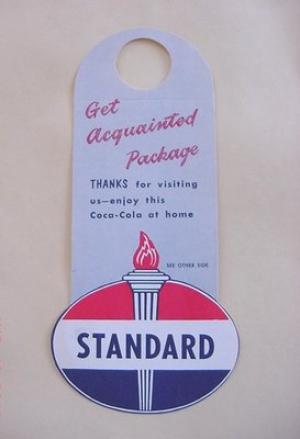 Get
Acquainted
Package
THANKS for visiting
us—enjoy this
Coca-Cola at home
SEE OTHER SIDE
STANDARD